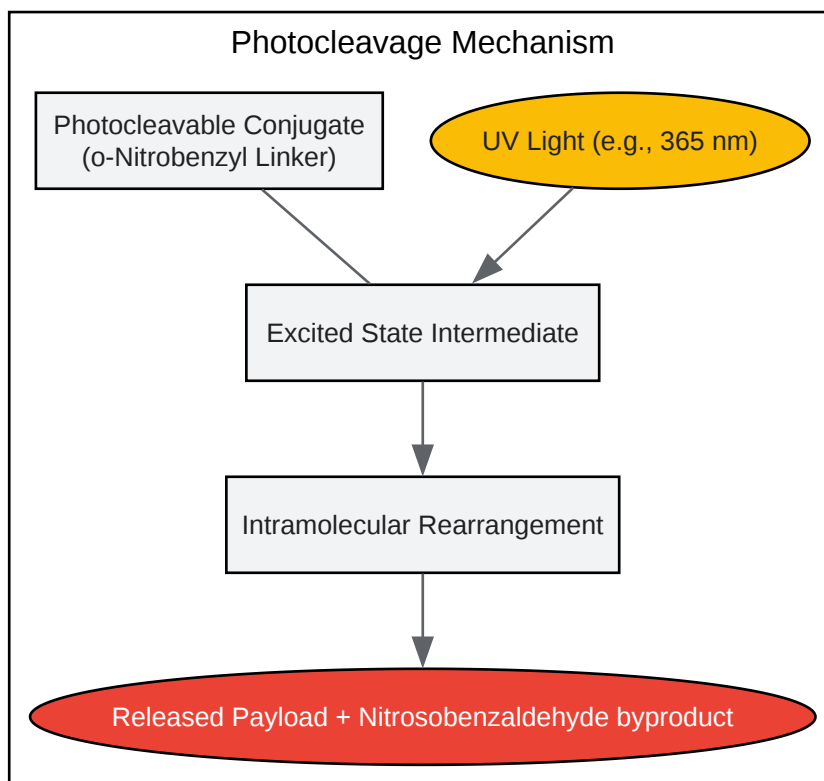 Photocleavage Mechanism
Photocleavable Conjugate
(o-Nitrobenzyl Linker)
UV Light (e.g., 365 nm)
Excited State Intermediate
Intramolecular Rearrangement
Released Payload + Nitrosobenzaldehyde byproduct